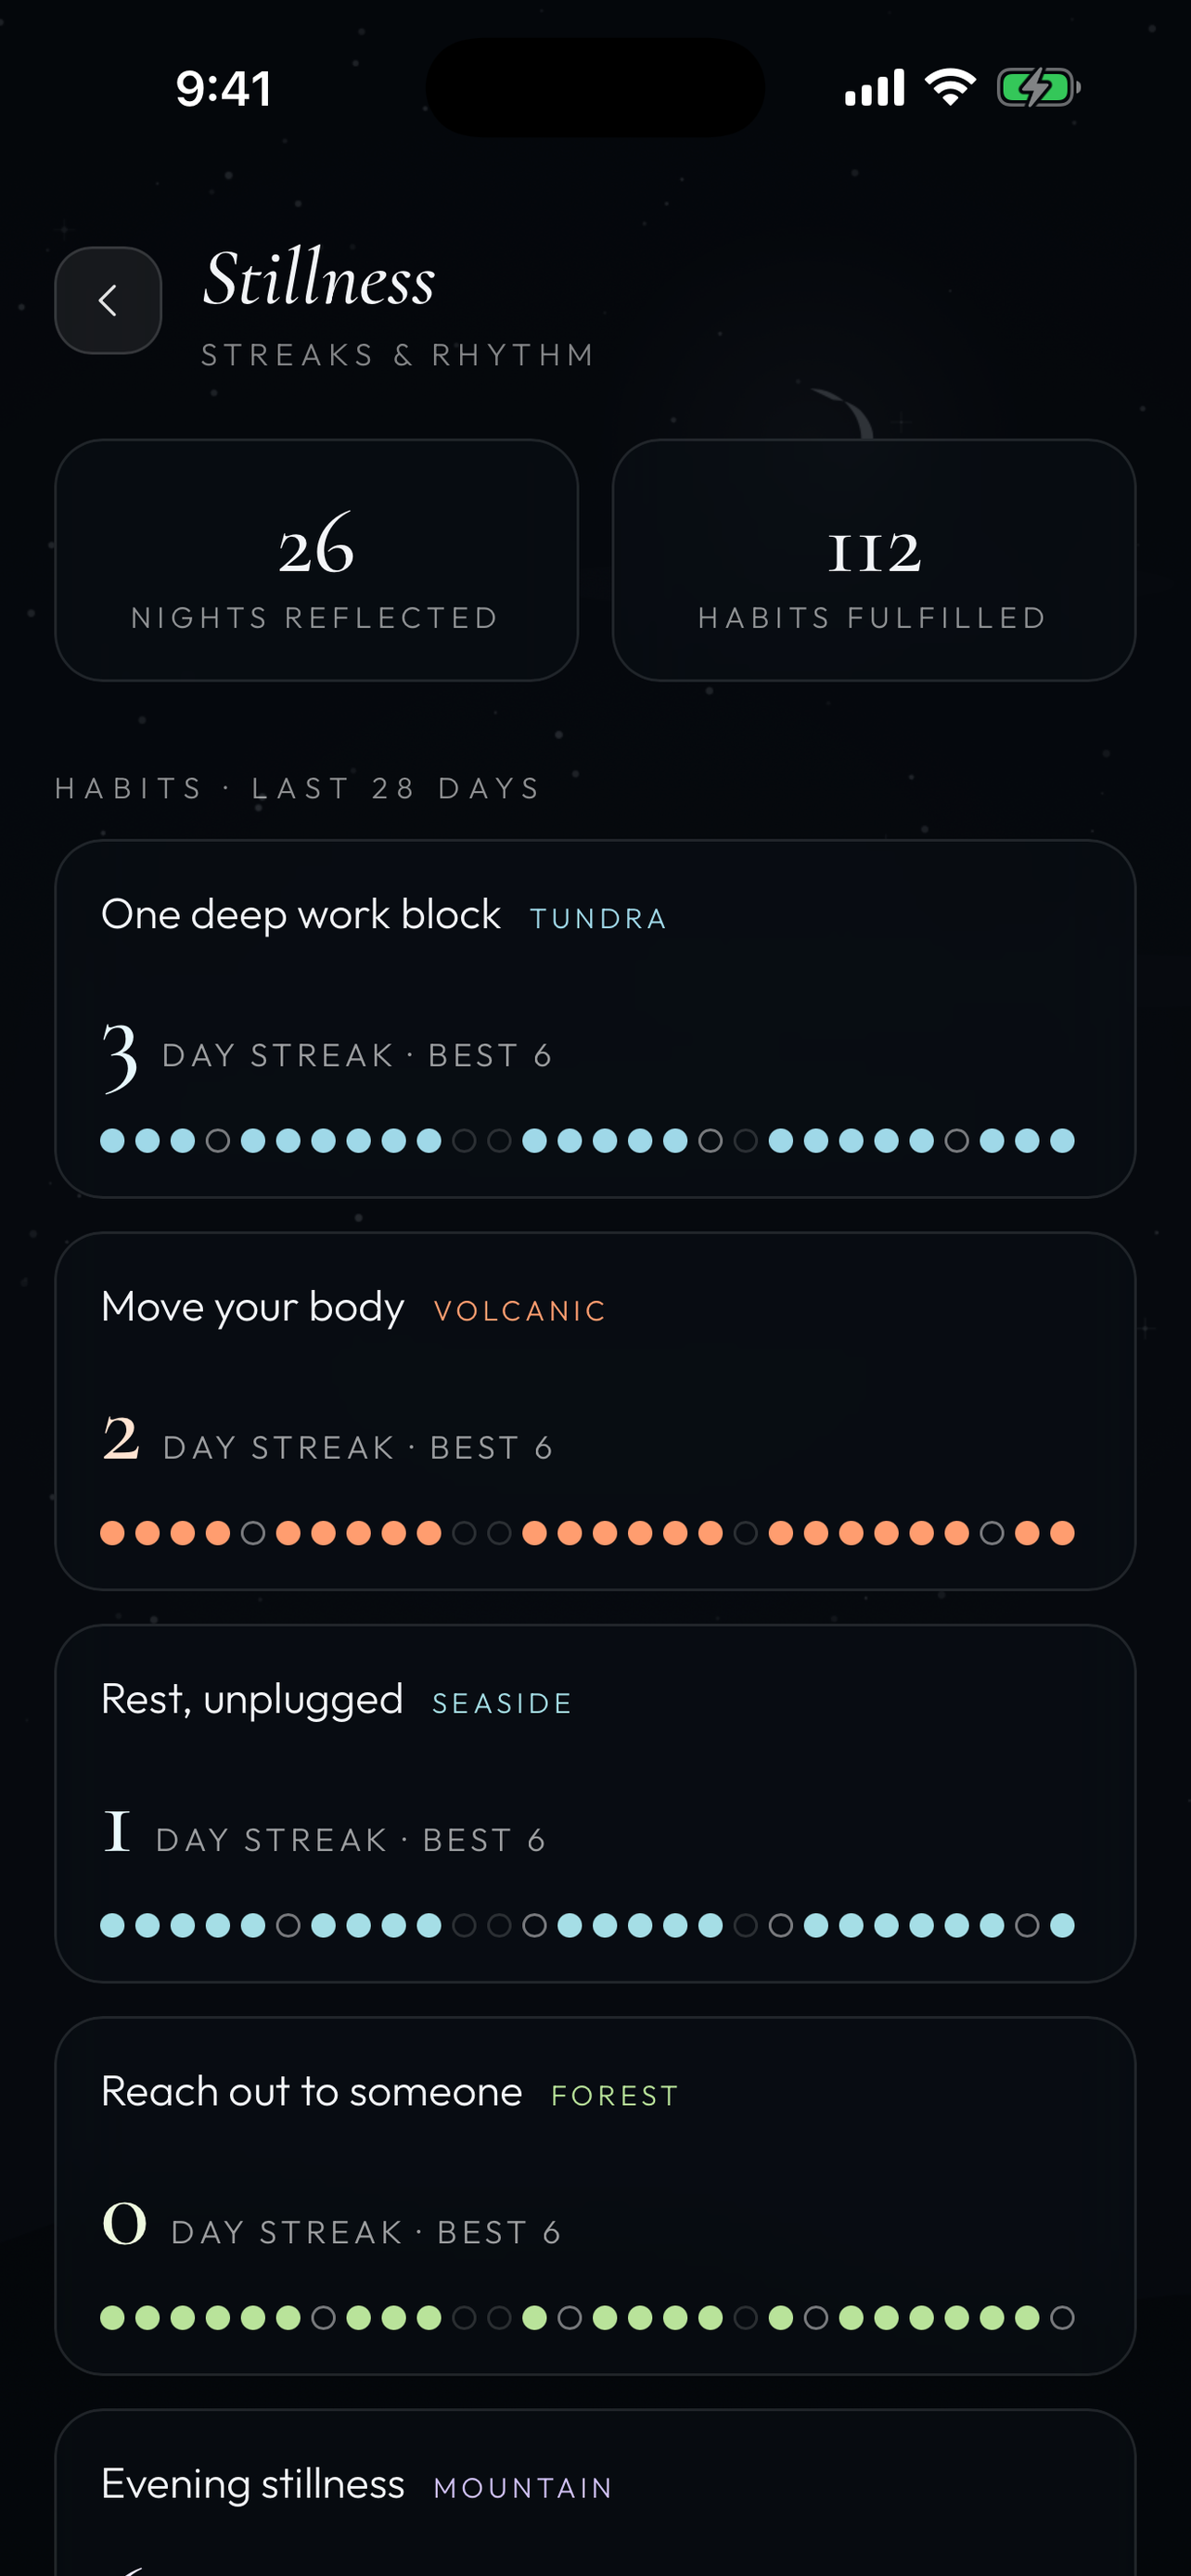 9:41
Stillness
STREAKS & RHYTHM
26
NIGHTS REFLECTED
112
HABITS FULFILLED
HABITS · LAST 28 DAYS
One deep work block TUNDRA
3 DAY STREAK · BEST 6
Move your body VOLCANIC
2 DAY STREAK · BEST 6
Rest, unplugged SEASIDE
1 DAY STREAK · BEST 6
Reach out to someone FOREST
0 DAY STREAK · BEST 6
Evening stillness MOUNTAIN